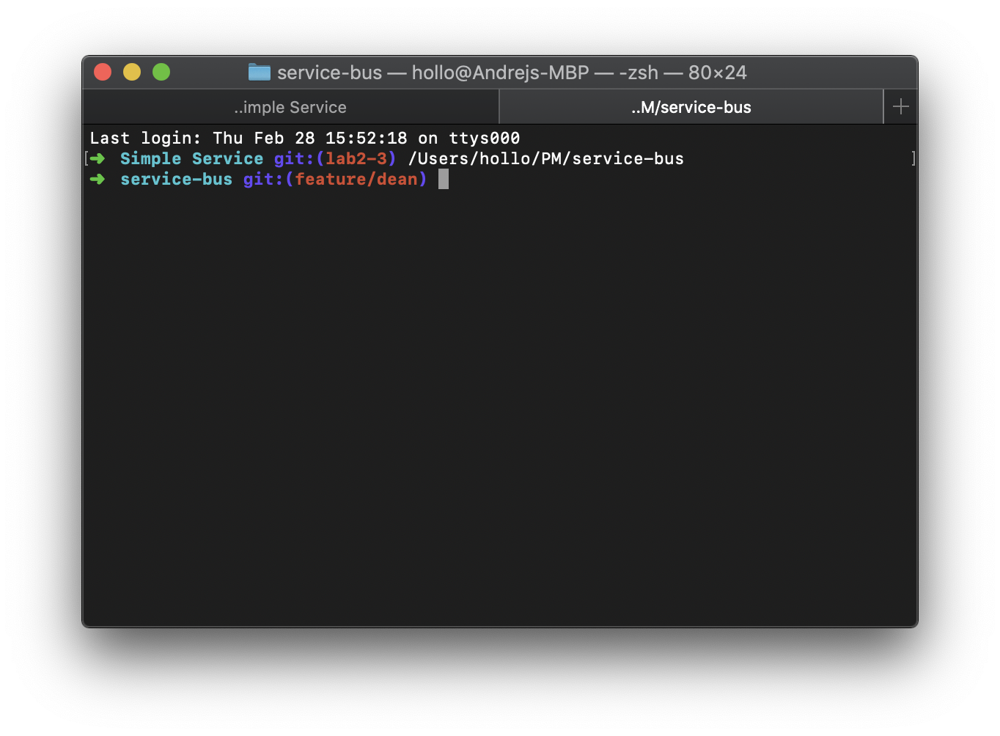 service-bus — hollo@Andrejs-MBP — -zsh — 80×24
..imple Service
..M/service-bus
Last login: Thu Feb 28 15:52:18 on ttys000
[➜  Simple Service git:(lab2-3) /Users/hollo/PM/service-bus ]
➜  service-bus git:(feature/dean)